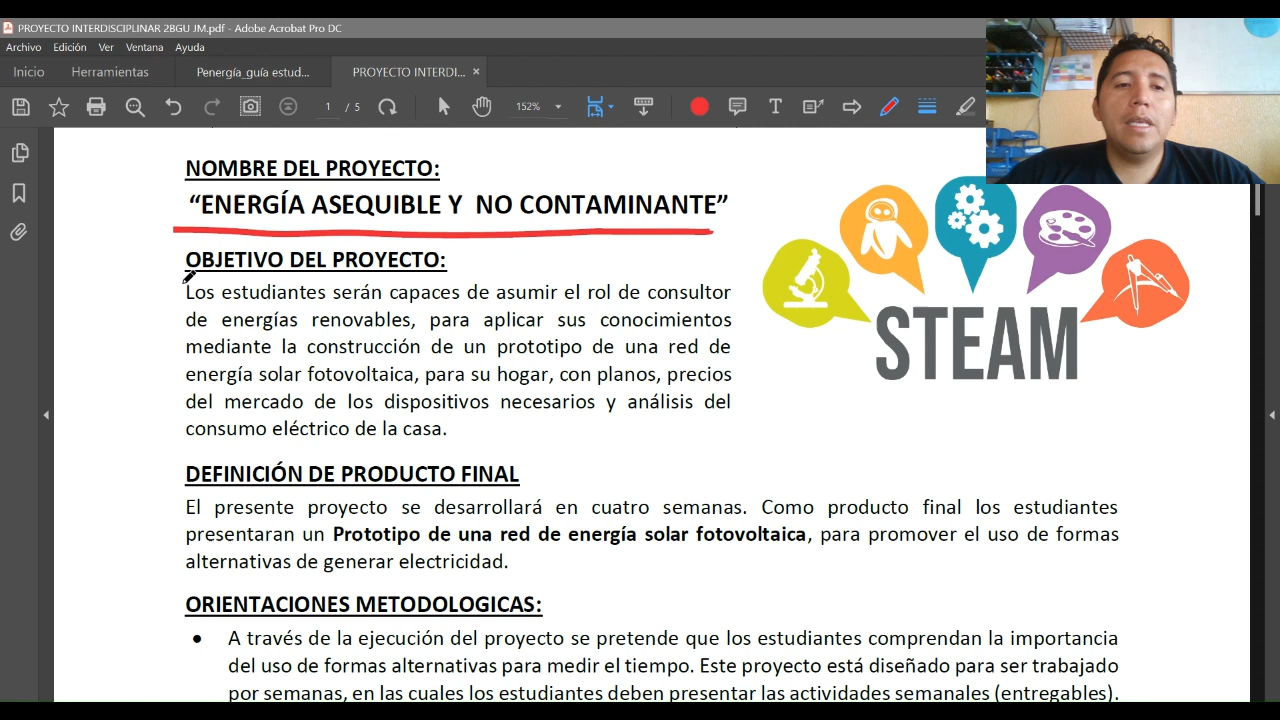 PROYECTO INTERDISCIPLINAR 2BGU JM.pdf - Adobe Acrobat Pro DC
Archivo Edición Ver Ventana Ayuda
Inicio Herramientas Penergía_guía estud... PROYECTO INTERDI... ×
1 / 5 152%
NOMBRE DEL PROYECTO:
“ENERGÍA ASEQUIBLE Y NO CONTAMINANTE”
OBJETIVO DEL PROYECTO:
Los estudiantes serán capaces de asumir el rol de consultor
de energías renovables, para aplicar sus conocimientos
mediante la construcción de un prototipo de una red de
energía solar fotovoltaica, para su hogar, con planos, precios
del mercado de los dispositivos necesarios y análisis del
consumo eléctrico de la casa.
STEAM
DEFINICIÓN DE PRODUCTO FINAL
El presente proyecto se desarrollará en cuatro semanas. Como producto final los estudiantes
presentaran un Prototipo de una red de energía solar fotovoltaica, para promover el uso de formas
alternativas de generar electricidad.
ORIENTACIONES METODOLOGICAS:
● A través de la ejecución del proyecto se pretende que los estudiantes comprendan la importancia
del uso de formas alternativas para medir el tiempo. Este proyecto está diseñado para ser trabajado
por semanas, en las cuales los estudiantes deben presentar las actividades semanales (entregables).